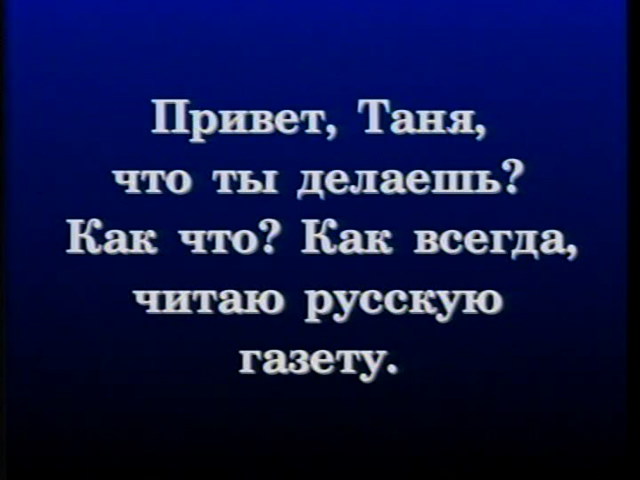 Привет, Таня,
что ты делаешь?
Как что? Как всегда,
читаю русскую
газету.